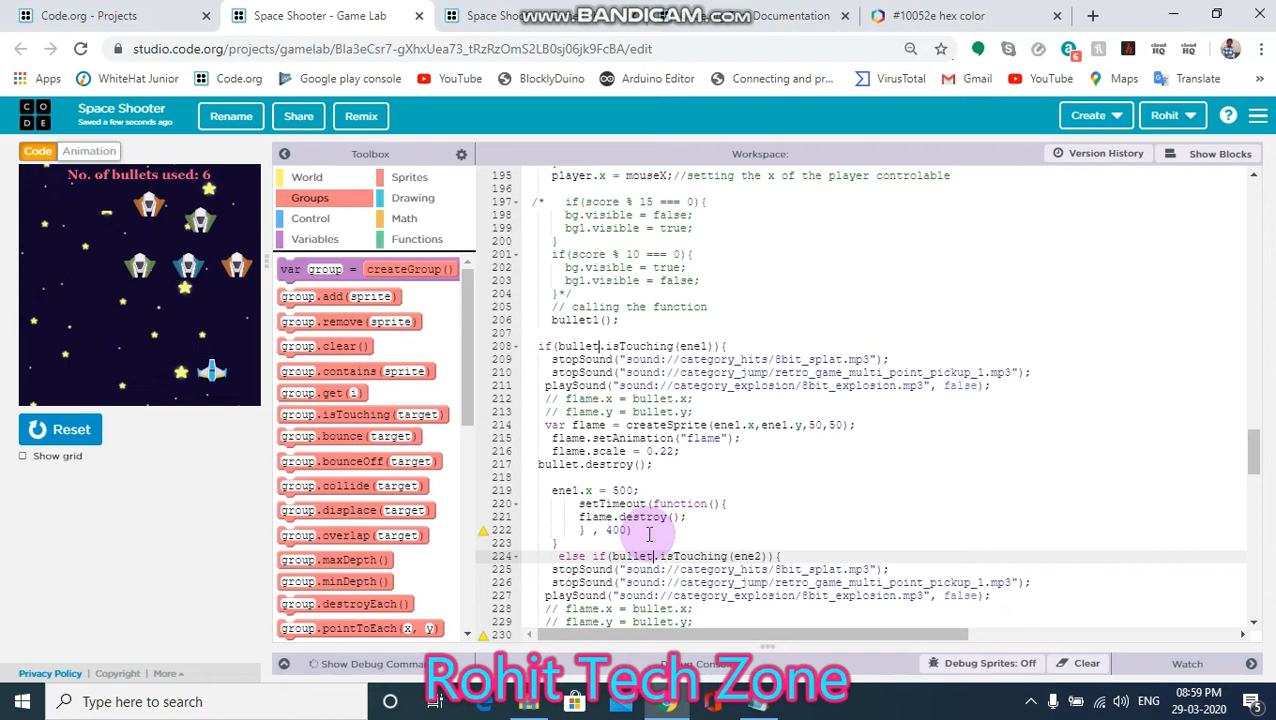 www.BANDICAM.com
Code.org - Projects
Space Shooter - Game Lab
Documentation
#10052e hex color
studio.code.org/projects/gamelab/
/edit
Apps
WhiteHat Junior
Code.org
Google play console
YouTube
BlocklyDuino
Arduino Editor
Connecting and pr...
VirusTotal
Gmail
YouTube
Maps
Translate
CO
DE
Space Shooter
Saved a few seconds ago
Rename
Share
Remix
Create
Rohit
Code
Animation
Toolbox
Workspace:
Version History
Show Blocks
No. of bullets used: 6
World
Sprites
Groups
Drawing
Control
Math
Variables
Functions
var group = createGroup()
group.add(sprite)
group.remove(sprite)
group.clear()
group.contains(sprite)
group.get(i)
group.isTouching(target)
group.bounce(target)
group.bounceOff(target)
group.collide(target)
group.displace(target)
group.overlap(target)
group.maxDepth()
group.minDepth()
group.destroyEach()
group.pointToEach(x, y)
Reset
Show grid
195 player.x = mouseX;//setting the x of the player controlable
196
197 /* if(score % 15 === 0){
198 bg.visible = false;
199 bg1.visible = true;
200 }
201 if(score % 10 === 0){
202 bg.visible = true;
203 bg1.visible = false;
204 }*/
205 // calling the function
206 bullet1();
207
208 if(bullet.isTouching(ene1)){
209 stopSound("sound://category_hits/8bit_splat.mp3");
210 stopSound("sound://category_jump/retro_game_multi_point_pickup_1.mp3");
211 playSound("sound://category_explosion/8bit_explosion.mp3", false);
212 // flame.x = bullet.x;
213 // flame.y = bullet.y;
214 var flame = createSprite(ene1.x,ene1.y,50,50);
215 flame.setAnimation("flame");
216 flame.scale = 0.22;
217 bullet.destroy();
218
219 ene1.x = 500;
220 setTimeout(function(){
221 flame.destroy();
222 } , 400)
223 }
224 else if(bullet.isTouching(ene2)){
225 stopSound("sound://category_hits/8bit_splat.mp3");
226 stopSound("sound://category_jump/retro_game_multi_point_pickup_1.mp3");
227 playSound("sound://category_explosion/8bit_explosion.mp3", false);
228 // flame.x = bullet.x;
229 // flame.y = bullet.y;
230
Privacy Policy
Copyright
More
Show Debug Comm
Debug Con
Debug Sprites: Off
Clear
Watch
Rohit Tech Zone
Type here to search
ENG
08:59 PM
29-03-2020
5
6